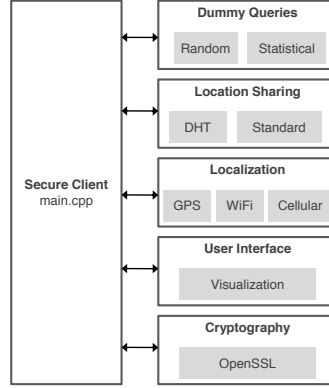 Dummy Queries
Random Statistical
Location Sharing
DHT Standard
Secure Client
main.cpp
Localization
GPS WiFi Cellular
User Interface
Visualization
Cryptography
OpenSSL